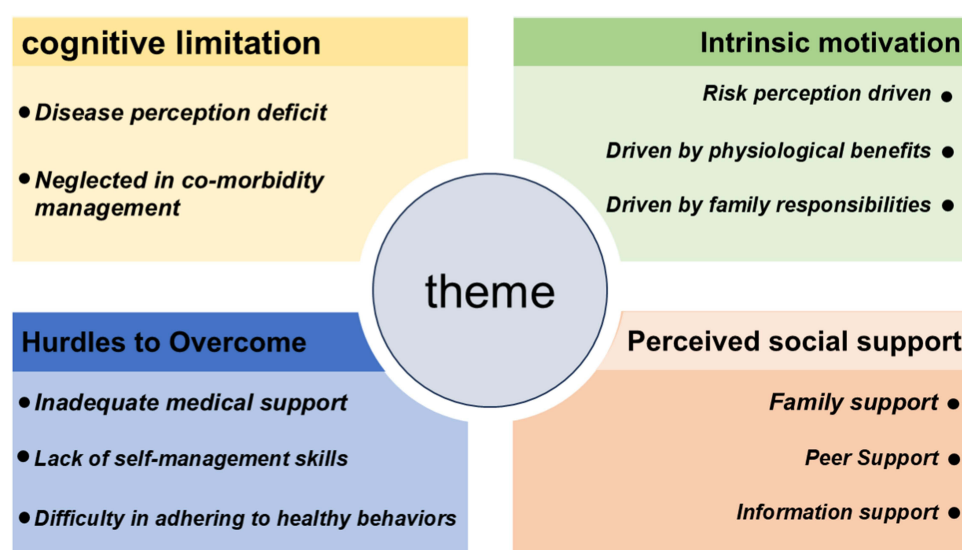 cognitive limitation
● Disease perception deficit
● Neglected in co-morbidity
management
Intrinsic motivation
Risk perception driven ●
Driven by physiological benefits ●
Driven by family responsibilities ●
theme
Hurdles to Overcome
● Inadequate medical support
● Lack of self-management skills
● Difficulty in adhering to healthy behaviors
Perceived social support
Family support ●
Peer Support ●
Information support ●